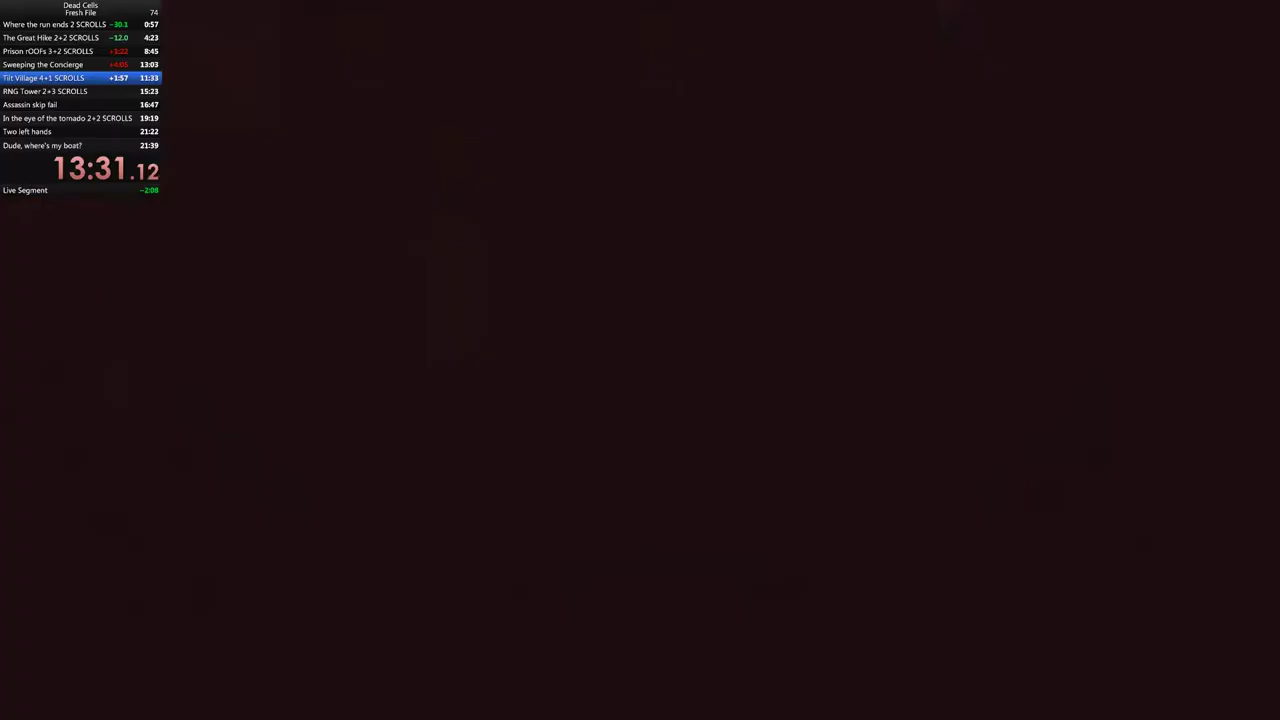 Dead Cells
Fresh File 74
Where the run ends 2 SCROLLS −30.1 0:57
The Great Hike 2+2 SCROLLS −12.0 4:23
Prison rOOFs 3+2 SCROLLS +1:22 8:45
Sweeping the Concierge +4:05 13:03
Tilt Village 4+1 SCROLLS +1:57 11:33
RNG Tower 2+3 SCROLLS 15:23
Assassin skip fail 16:47
In the eye of the tornado 2+2 SCROLLS 19:19
Two left hands 21:22
Dude, where's my boat? 21:39
13:31.12
Live Segment −2:08